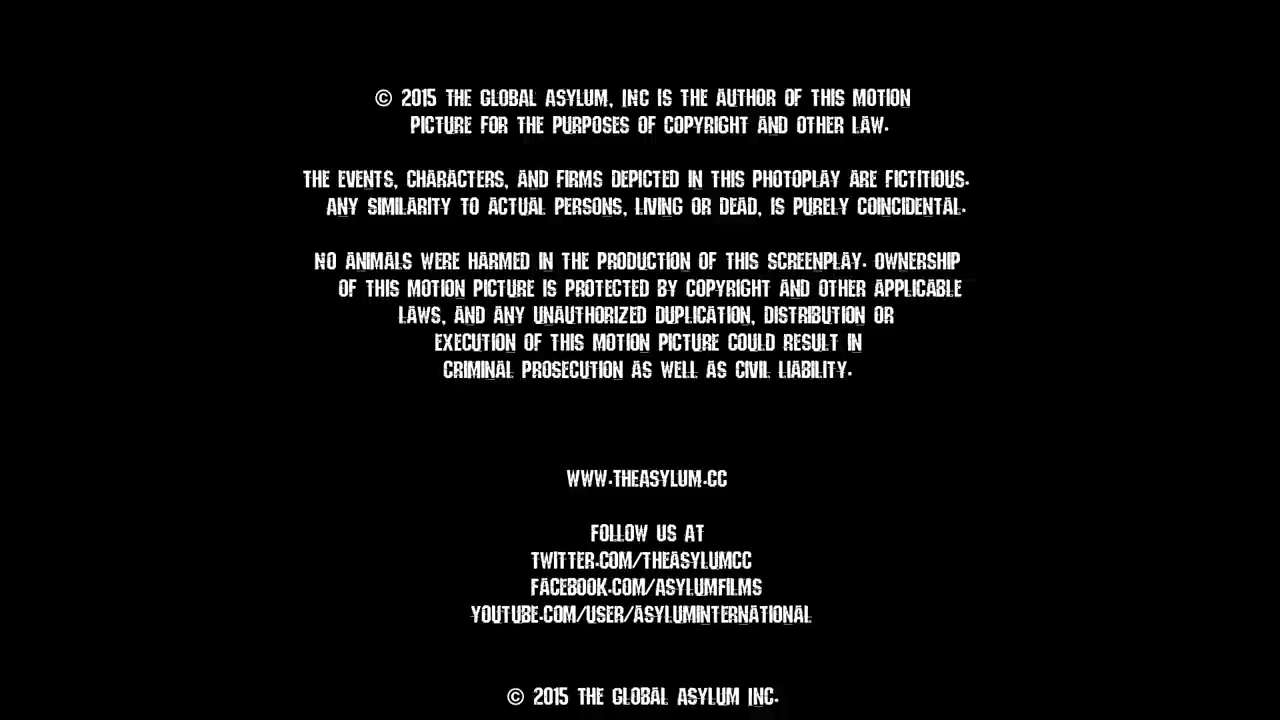 © 2015 THE GLOBAL ASYLUM, INC IS THE AUTHOR OF THIS MOTION
PICTURE FOR THE PURPOSES OF COPYRIGHT AND OTHER LAW.
THE EVENTS, CHARACTERS, AND FIRMS DEPICTED IN THIS PHOTOPLAY ARE FICTITIOUS.
ANY SIMILARITY TO ACTUAL PERSONS, LIVING OR DEAD, IS PURELY COINCIDENTAL.
NO ANIMALS WERE HARMED IN THE PRODUCTION OF THIS SCREENPLAY. OWNERSHIP
OF THIS MOTION PICTURE IS PROTECTED BY COPYRIGHT AND OTHER APPLICABLE
LAWS, AND ANY UNAUTHORIZED DUPLICATION, DISTRIBUTION OR
EXECUTION OF THIS MOTION PICTURE COULD RESULT IN
CRIMINAL PROSECUTION AS WELL AS CIVIL LIABILITY.
WWW.THEASYLUM.CC
FOLLOW US AT
TWITTER.COM/THEASYLUMCC
FACEBOOK.COM/ASYLUMFILMS
YOUTUBE.COM/USER/ASYLUMINTERNATIONAL
© 2015 THE GLOBAL ASYLUM INC.